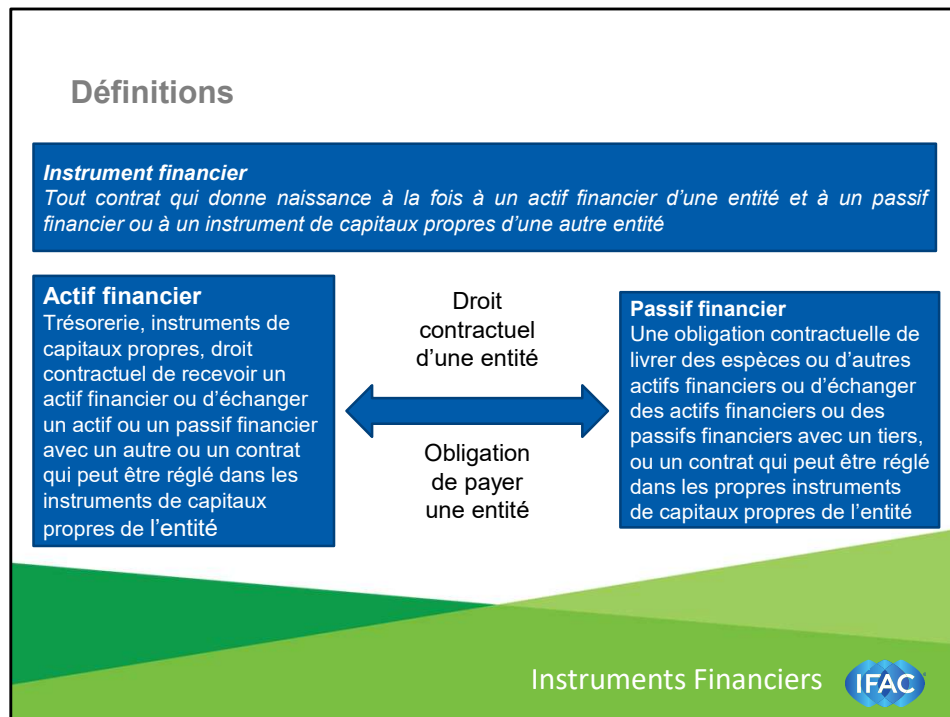 Définitions
Instrument financier
Tout contrat qui donne naissance à la fois à un actif financier d'une entité et à un passif
financier ou à un instrument de capitaux propres d'une autre entité
Actif financier
Trésorerie, instruments de
capitaux propres, droit
contractuel de recevoir un
actif financier ou d'échanger
un actif ou un passif financier
avec un autre ou un contrat
qui peut être réglé dans les
instruments de capitaux
propres de l'entité
Droit
contractuel
d'une entité
Obligation
de payer
une entité
Passif financier
Une obligation contractuelle de
livrer des espèces ou d'autres
actifs financiers ou d'échanger
des actifs financiers ou des
passifs financiers avec un tiers,
ou un contrat qui peut être réglé
dans les propres instruments
de capitaux propres de l'entité
Instruments Financiers
IFAC